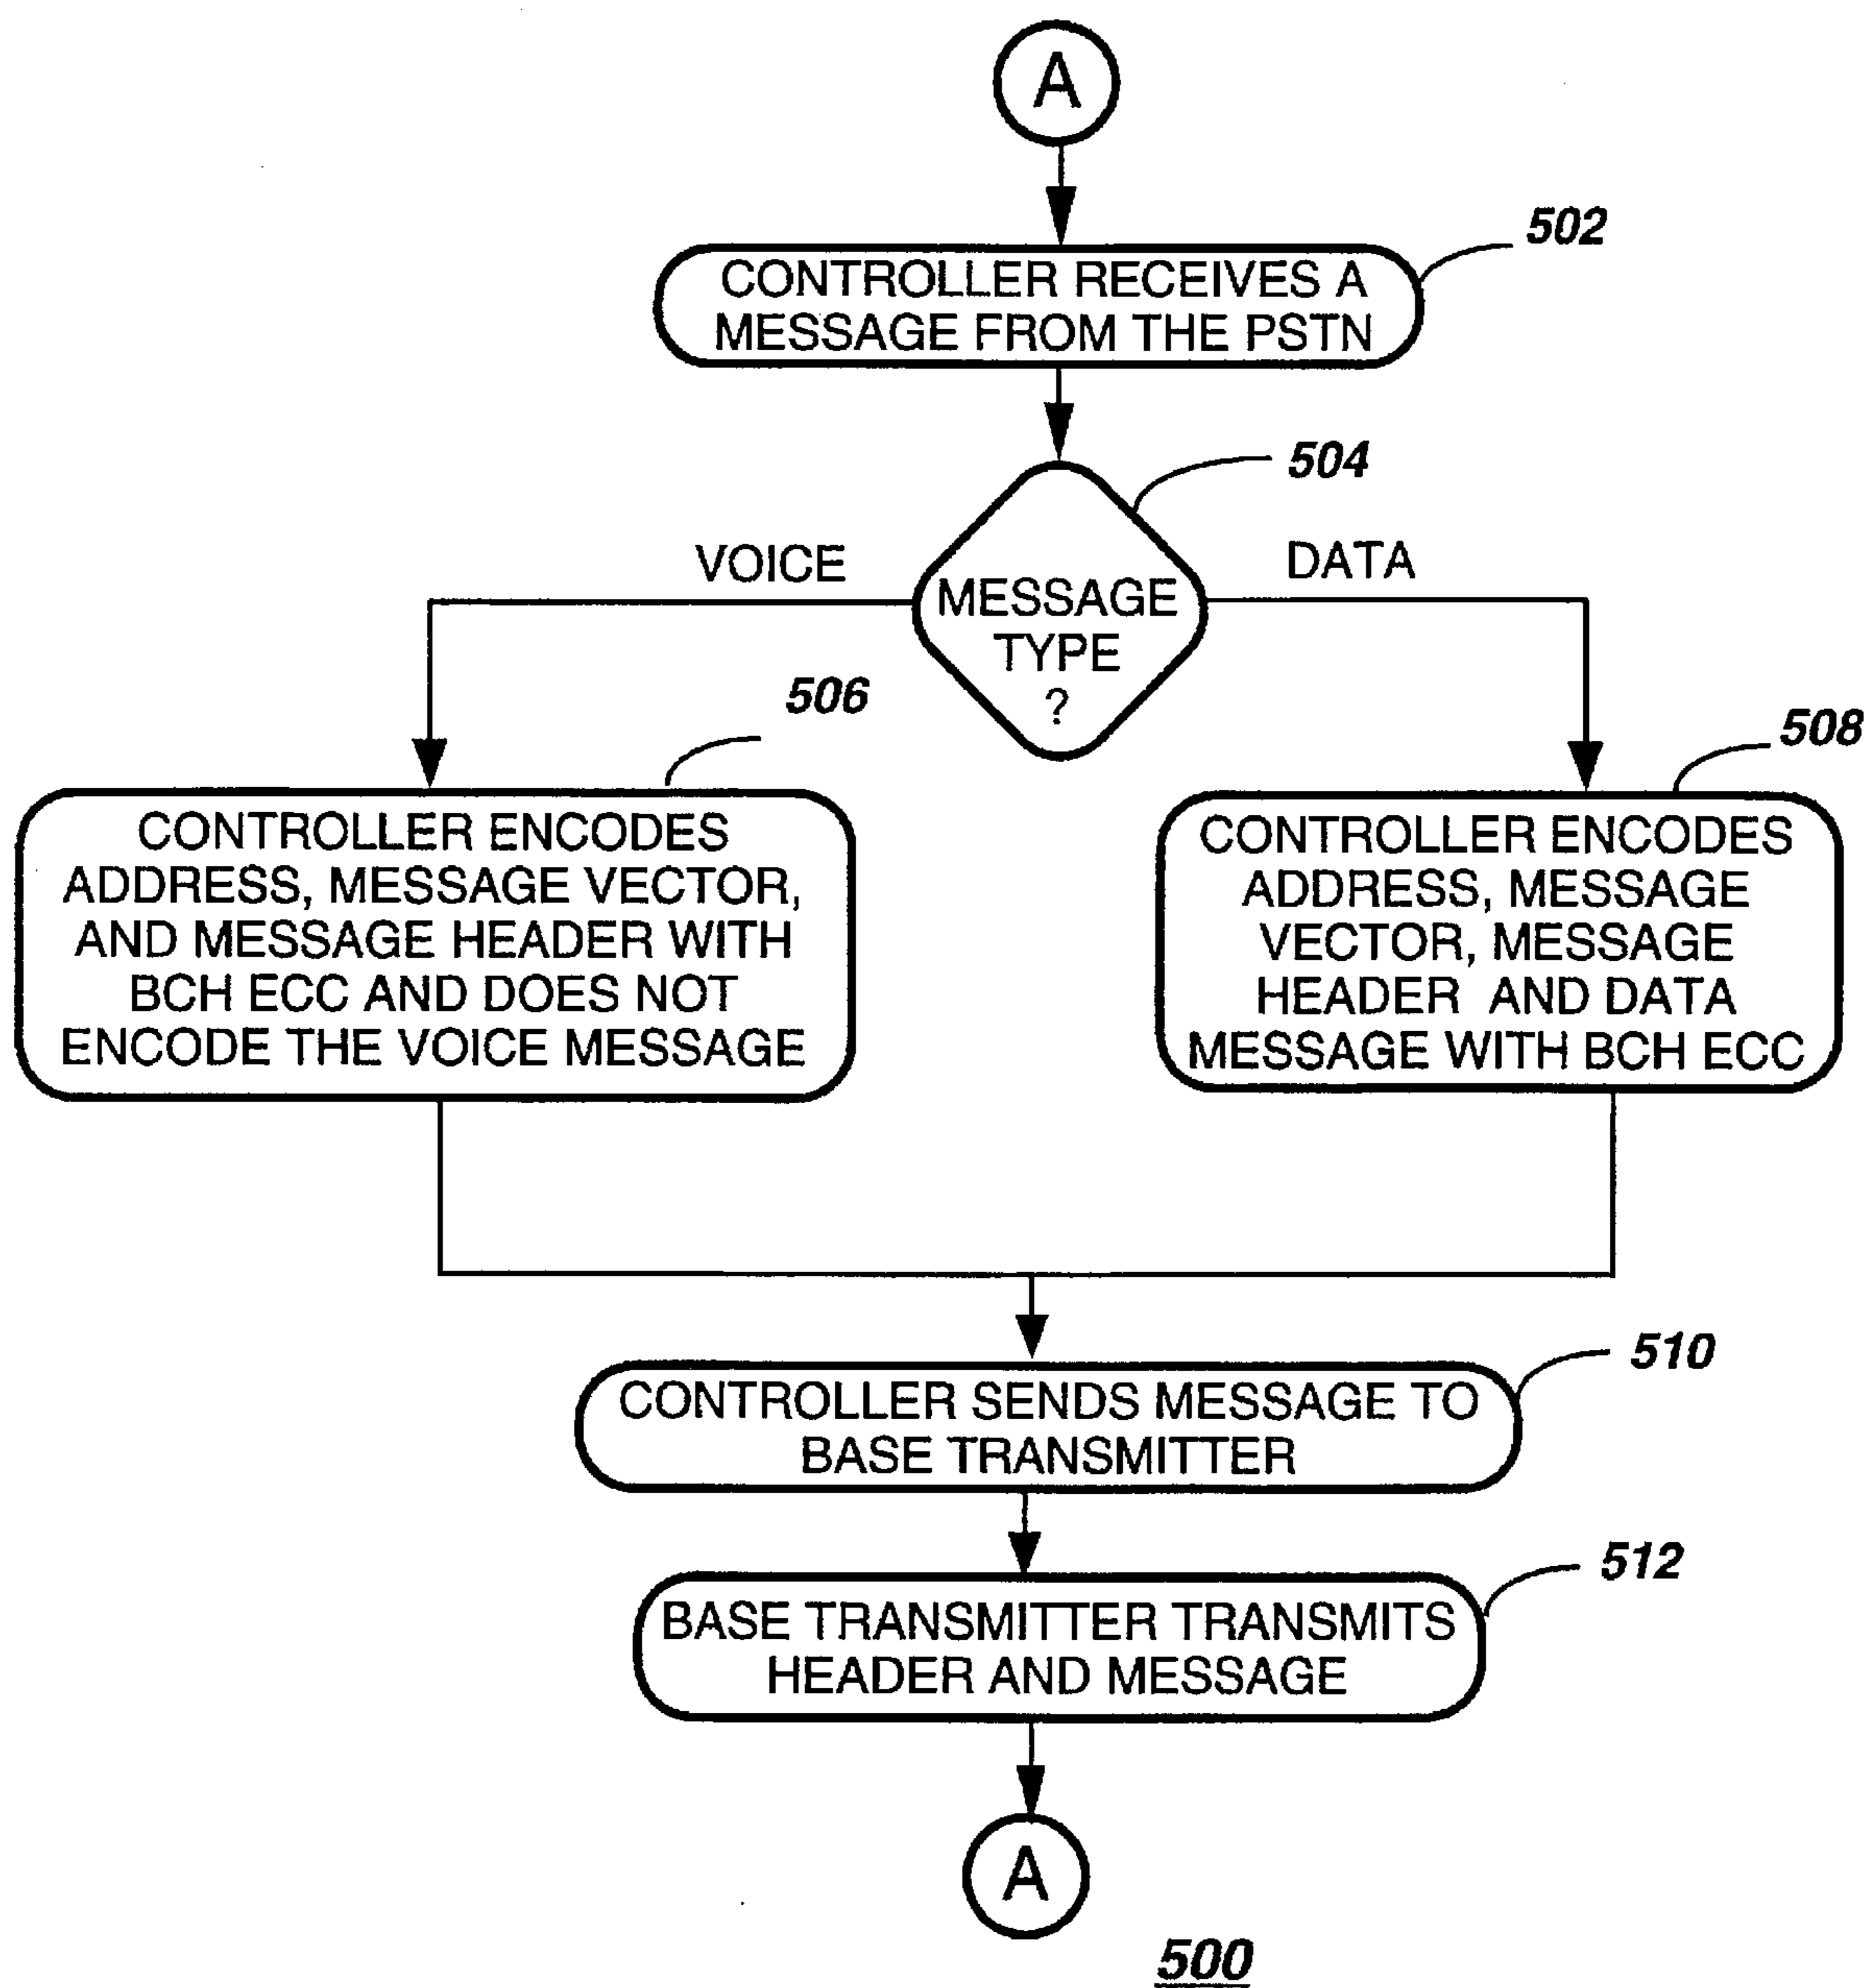 A
502
CONTROLLER RECEIVES A
MESSAGE FROM THE PSTN
504
VOICE
DATA
MESSAGE
TYPE
?
506
508
CONTROLLER ENCODES
ADDRESS, MESSAGE VECTOR,
AND MESSAGE HEADER WITH
BCH ECC AND DOES NOT
ENCODE THE VOICE MESSAGE
CONTROLLER ENCODES
ADDRESS, MESSAGE
VECTOR, MESSAGE
HEADER AND DATA
MESSAGE WITH BCH ECC
510
CONTROLLER SENDS MESSAGE TO
BASE TRANSMITTER
512
BASE TRANSMITTER TRANSMITS
HEADER AND MESSAGE
A
500